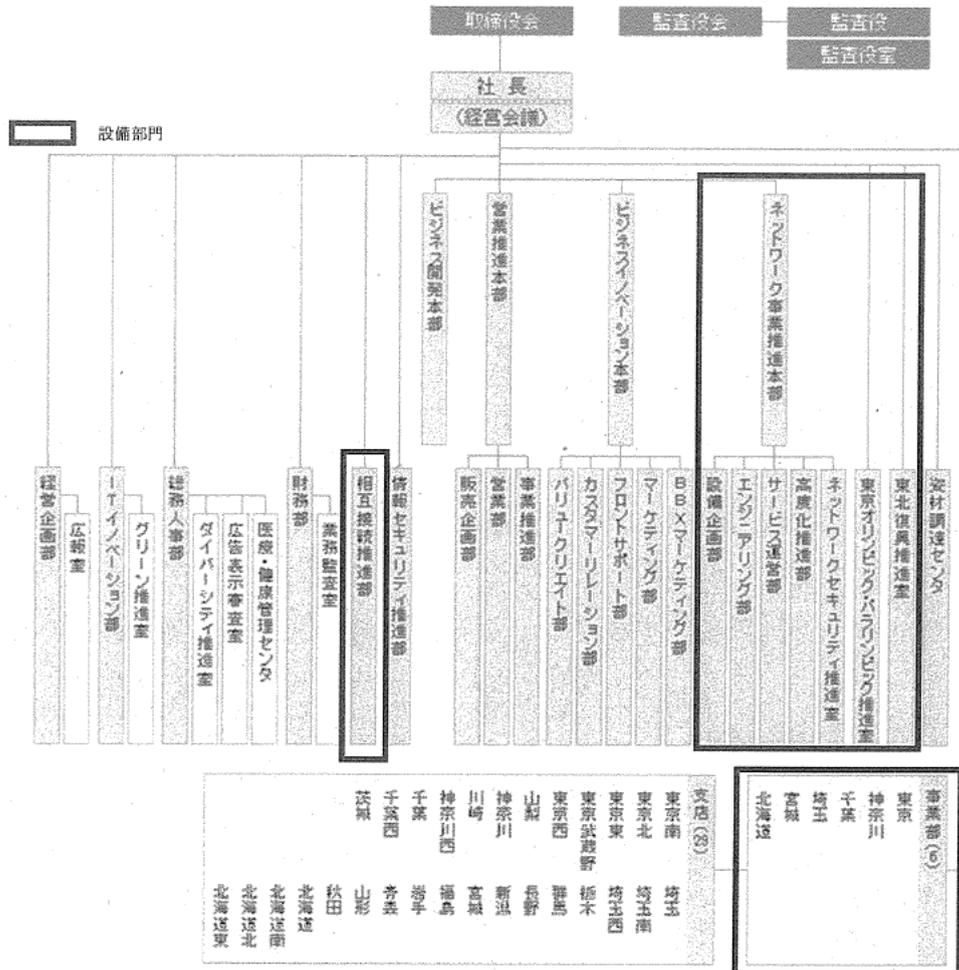 取締役会
監査役会
監査役
監査役室
社長
(経営会議)
設備部門
ビジネス開発本部
営業推進本部
ビジネスイノベーション本部
ネットワーク事業推進本部
経営企画部
広報室
ITイノベーション部
グリーン推進室
総務人事部
ダイバーシティ推進室
広告表示審査室
医療・健康管理センタ
財務部
業務監査室
相互接続推進部
情報セキュリティ推進部
販売企画部
営業部
事業推進部
バリュークリエイト部
カスタマーリレーション部
フロントサポート部
マーケティング部
BBXマーケティング部
設備企画部
エンジニアリング部
サービス運営部
高度化推進部
ネットワークセキュリティ推進室
東京オリンピック・パラリンピック推進室
東北復興推進室
資材調達センタ
支店(29)
東京南
東京北
東京東
東京武蔵野
東京西
山梨
神奈川
川崎
神奈川西
千葉
千葉西
茨城
埼玉
埼玉南
埼玉西
栃木
群馬
長野
新潟
宮城
福島
岩手
青森
山形
秋田
北海道
北海道南
北海道北
北海道東
事業部(6)
東京
神奈川
千葉
埼玉
宮城
北海道